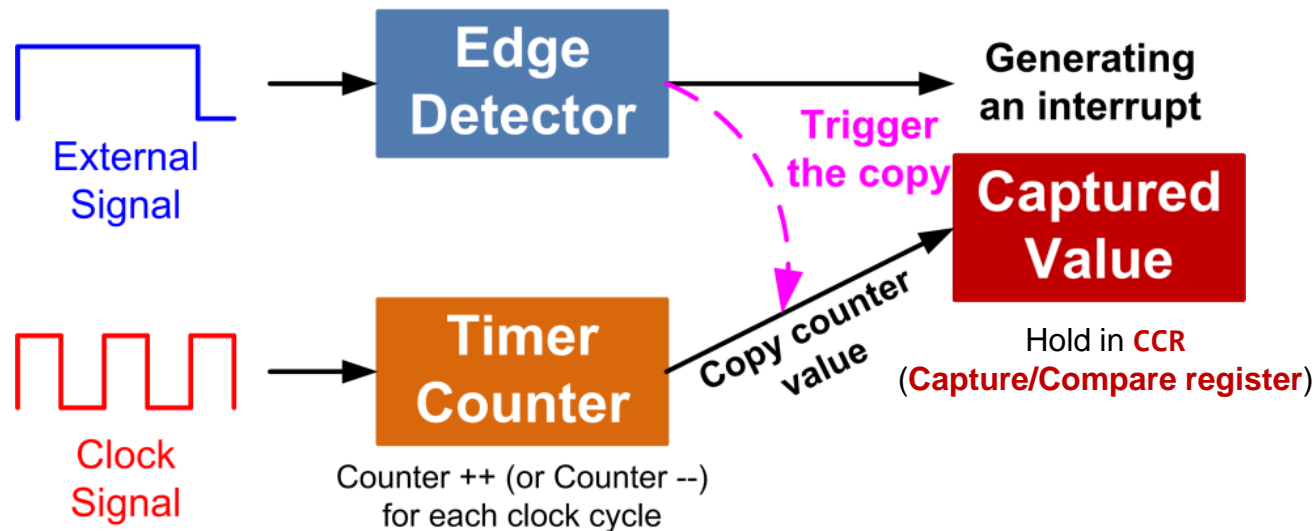 Edge
Detector
Generating
an interrupt
External
Signal
Trigger
the copy
Captured
Value
Timer
Counter
Copy counter
value
Hold in CCR
(Capture/Compare register)
Clock
Signal
Counter ++ (or Counter --)
for each clock cycle